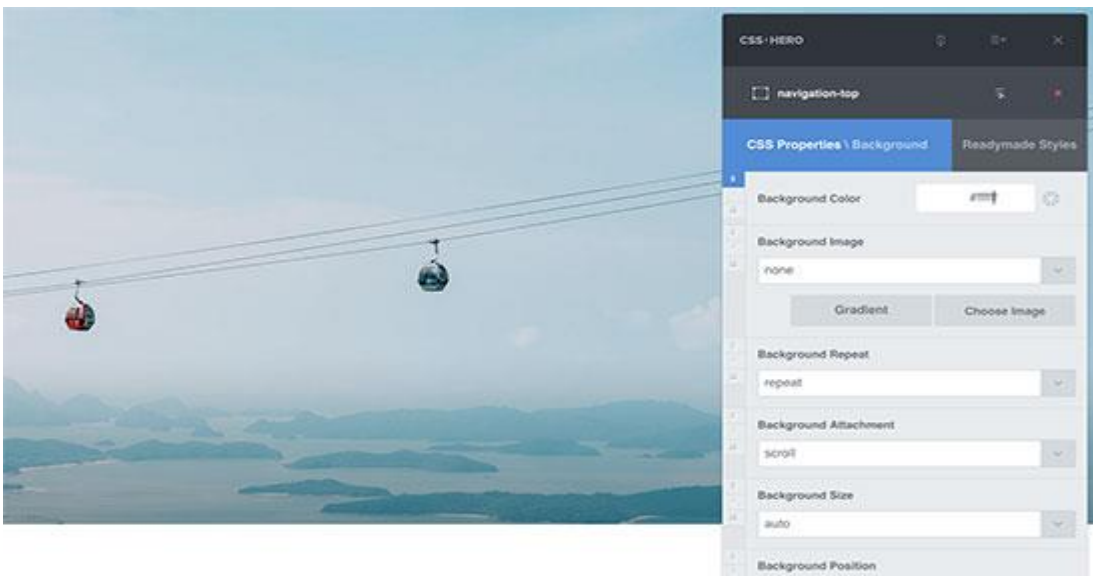 CSS·HERO
navigation-top
CSS Properties \ Background
Readymade Styles
Background Color
Background Image
none
Gradient
Choose Image
Background Repeat
repeat
Background Attachment
scroll
Background Size
auto
Background Position